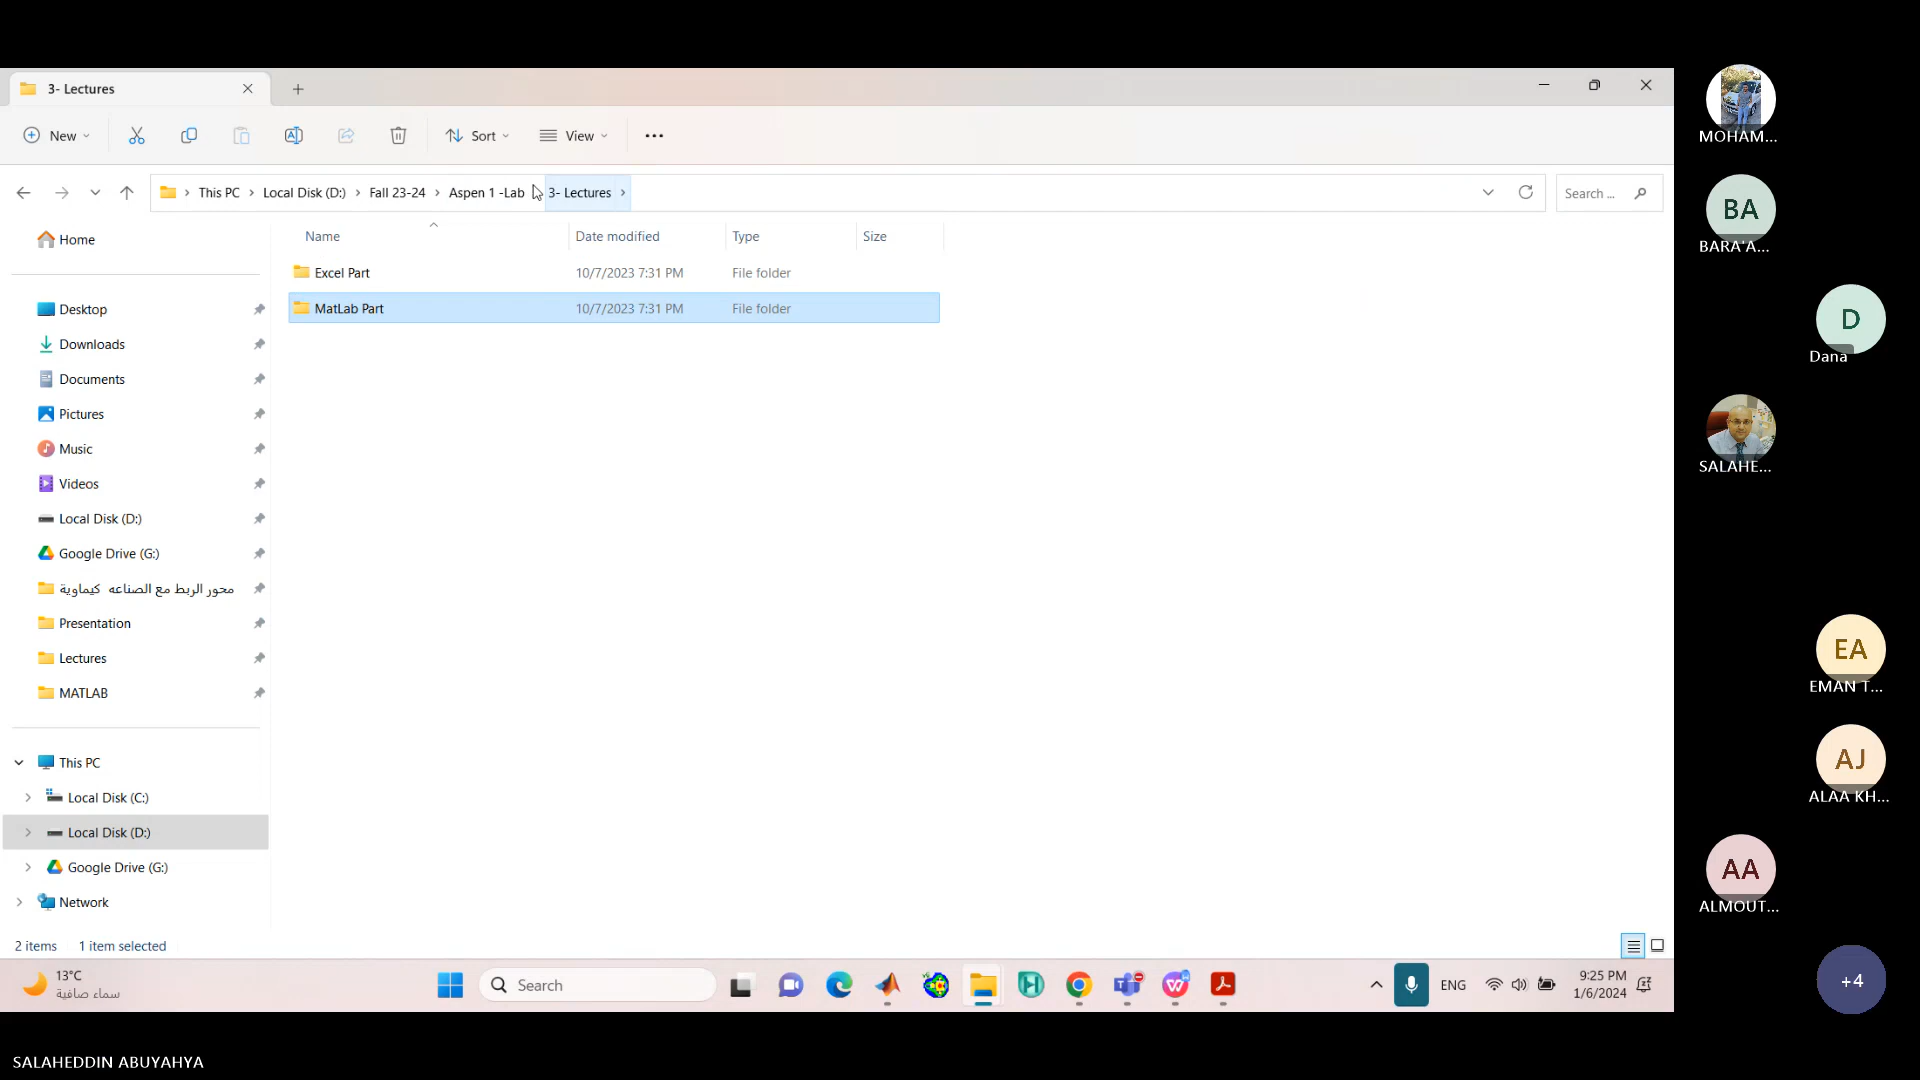 3- Lectures
New
Sort
View
This PC
Local Disk (D:)
Fall 23-24
Aspen 1 -Lab
3- Lectures
Search ...
Name
Date modified
Type
Size
Excel Part
10/7/2023 7:31 PM
File folder
MatLab Part
10/7/2023 7:31 PM
File folder
Home
Desktop
Downloads
Documents
Pictures
Music
Videos
Local Disk (D:)
Google Drive (G:)
محور الربط مع الصناعه كيماوية
Presentation
Lectures
MATLAB
This PC
Local Disk (C:)
Local Disk (D:)
Google Drive (G:)
Network
2 items 1 item selected
13°C
سماء صافية
Search
ENG
9:25 PM
1/6/2024
MOHAM...
BA
BARA'A...
D
Dana
SALAHE...
EA
EMAN T...
AJ
ALAA KH...
AA
ALMOUT...
+4
SALAHEDDIN ABUYAHYA